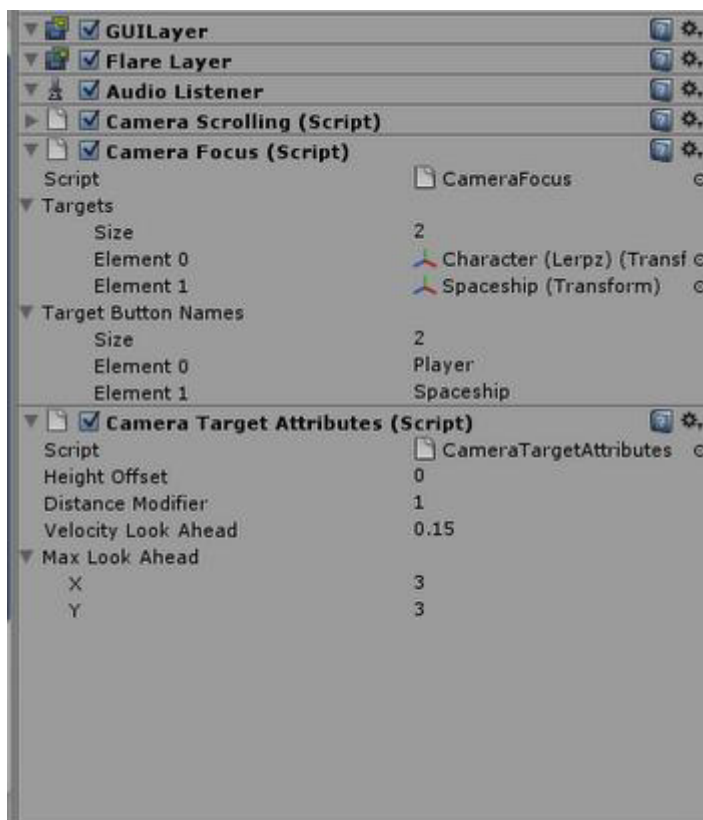 GUILayer
Flare Layer
Audio Listener
Camera Scrolling (Script)
Camera Focus (Script)
Script CameraFocus
Targets
Size 2
Element 0 Character (Lerpz) (Transf
Element 1 Spaceship (Transform)
Target Button Names
Size 2
Element 0 Player
Element 1 Spaceship
Camera Target Attributes (Script)
Script CameraTargetAttributes
Height Offset 0
Distance Modifier 1
Velocity Look Ahead 0.15
Max Look Ahead
X 3
Y 3